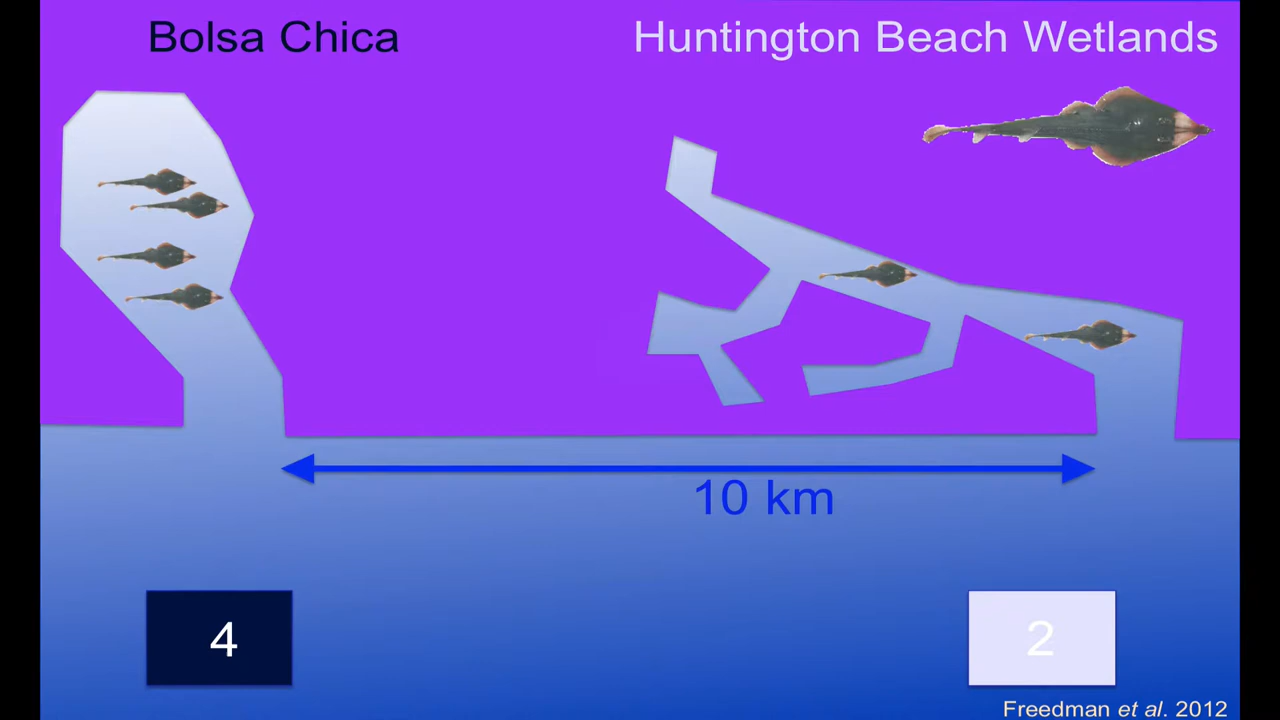 Bolsa Chica
Huntington Beach Wetlands
10 km
4
2
Freedman et al. 2012